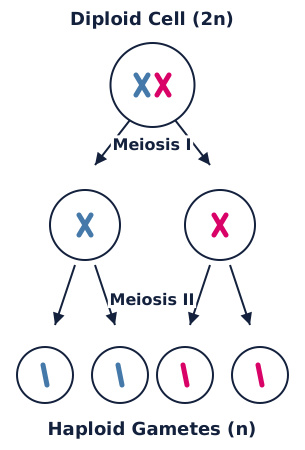 Diploid Cell (2n)
Meiosis I
Meiosis II
Haploid Gametes (n)